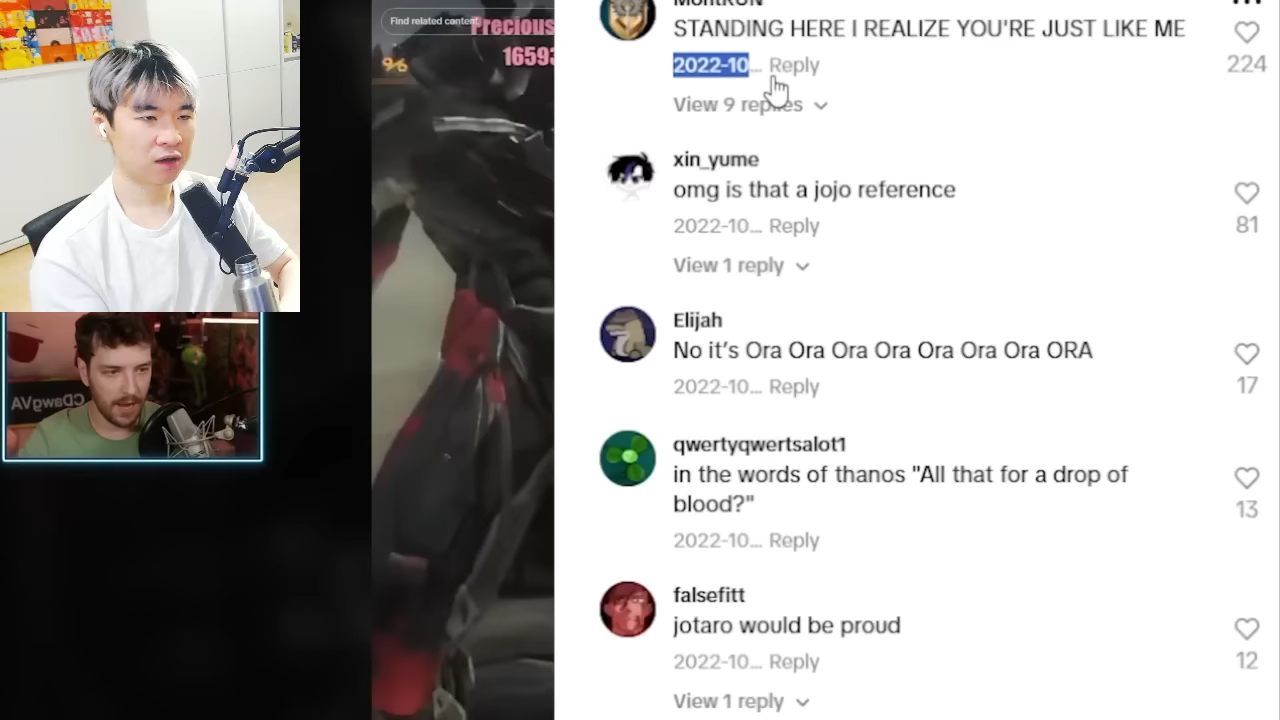 Find related content
Precious
1659
96
CDawgVA
STANDING HERE I REALIZE YOU'RE JUST LIKE ME
2022-10... Reply
224
View 9 replies
xin_yume
omg is that a jojo reference
2022-10... Reply
81
View 1 reply
Elijah
No it's Ora Ora Ora Ora Ora Ora Ora ORA
2022-10... Reply
17
qwertyqwertsalot1
in the words of thanos "All that for a drop of
blood?"
2022-10... Reply
13
falsefitt
jotaro would be proud
2022-10... Reply
12
View 1 reply